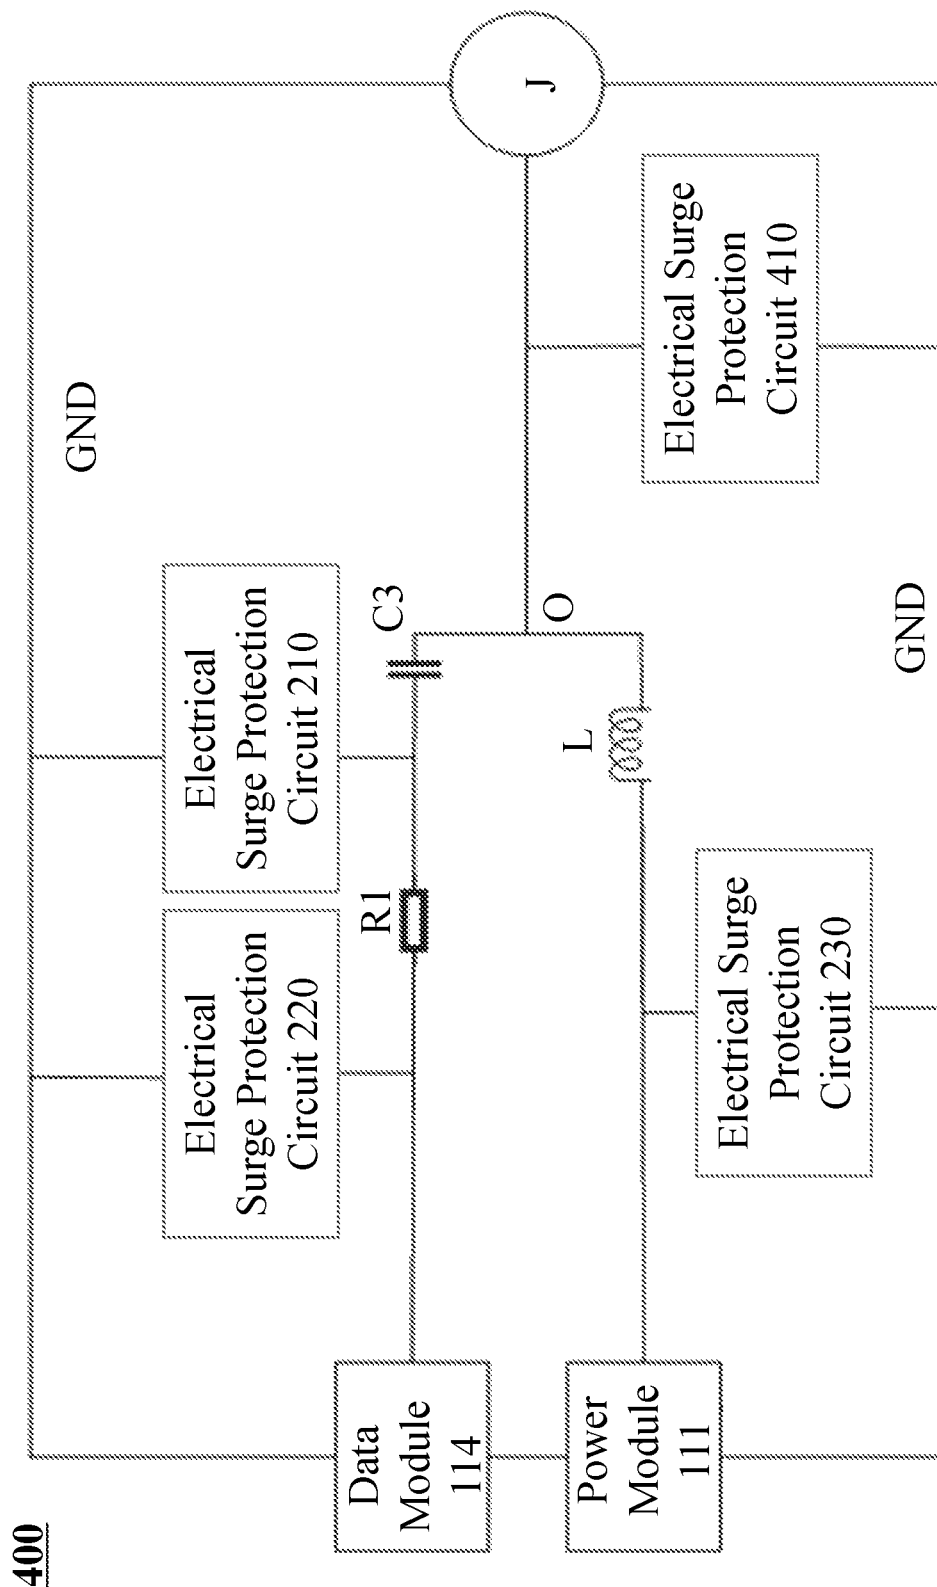 400
GND
Electrical
Surge Protection
Circuit 220
Electrical
Surge Protection
Circuit 210
R1
C3
J
Data
Module
114
O
L
Power
Module
111
Electrical Surge
Protection
Circuit 230
Electrical Surge
Protection
Circuit 410
GND